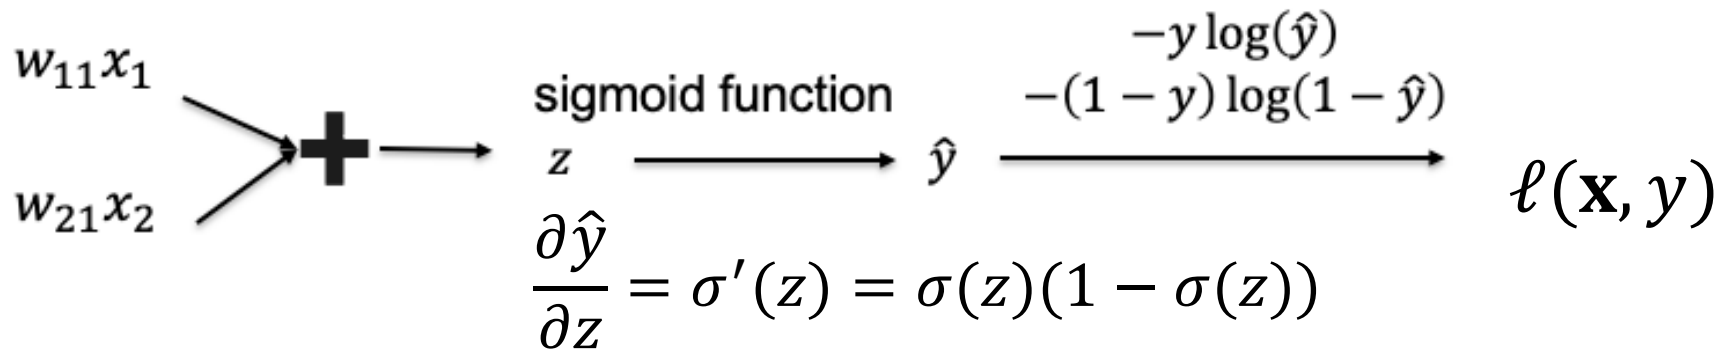 −y log(ŷ)
−(1 − y) log(1 − ŷ)
w₁₁x₁
sigmoid function
z
ŷ
ℓ(𝐱, y)
w₂₁x₂
∂ŷ/∂z = σ′(z) = σ(z)(1 − σ(z))